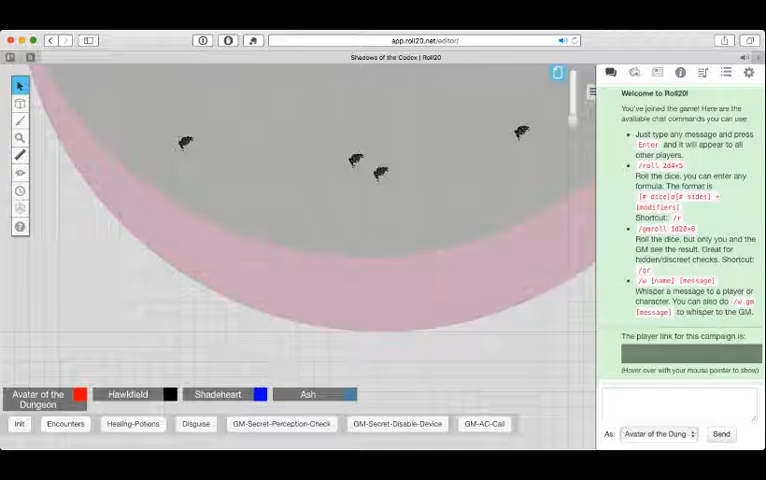 app.roll20.net/editor/
Shadows of the Codex | Roll20
Welcome to Roll20!
You've joined the game! Here are the
available chat commands you can use:
Just type any message and press
Enter and it will appear to all
other players.
/roll 2d4+5
Roll the dice, you can enter any
formula. The format is
[# dice]d[# sides] +
[modifiers]
Shortcut: /r
/gmroll 1d20+6
Roll the dice, but only you and the
GM see the result. Great for
hidden/discreet checks. Shortcut:
/gr
/w [name] [message]
Whisper a message to a player or
character. You can also do /w gm
[message] to whisper to the GM.
The player link for this campaign is:
(Hover over with your mouse pointer to show)
Avatar of the
Dungeon
Hawkfield
Shadeheart
Ash
Init
Encounters
Healing-Potions
Disguise
GM-Secret-Perception-Check
GM-Secret-Disable-Device
GM-AC-Call
As:
Avatar of the Dung
Send